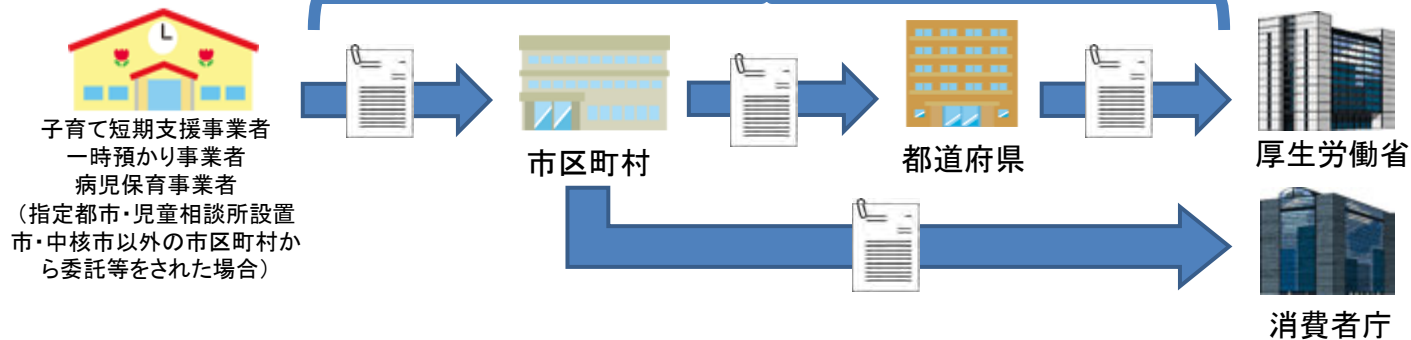 子育て短期支援事業者
一時預かり事業者
病児保育事業者
（指定都市・児童相談所設置
市・中核市以外の市区町村か
ら委託等をされた場合）
市区町村
都道府県
厚生労働省
消費者庁